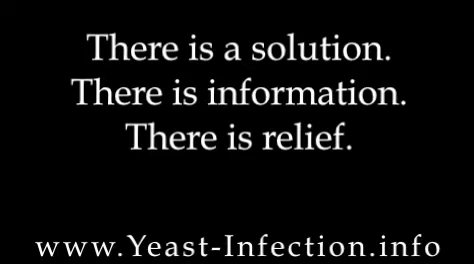 There is a solution.
There is information.
There is relief.
www.Yeast-Infection.info